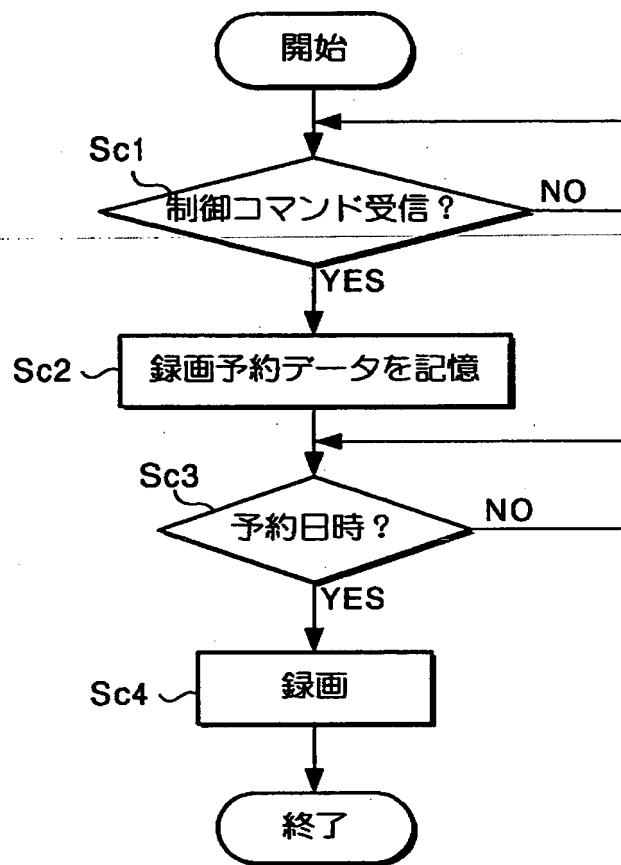 開始
Sc1
制御コマンド受信?
NO
YES
Sc2
録画予約データを記憶
Sc3
予約日時?
NO
YES
Sc4
録画
終了